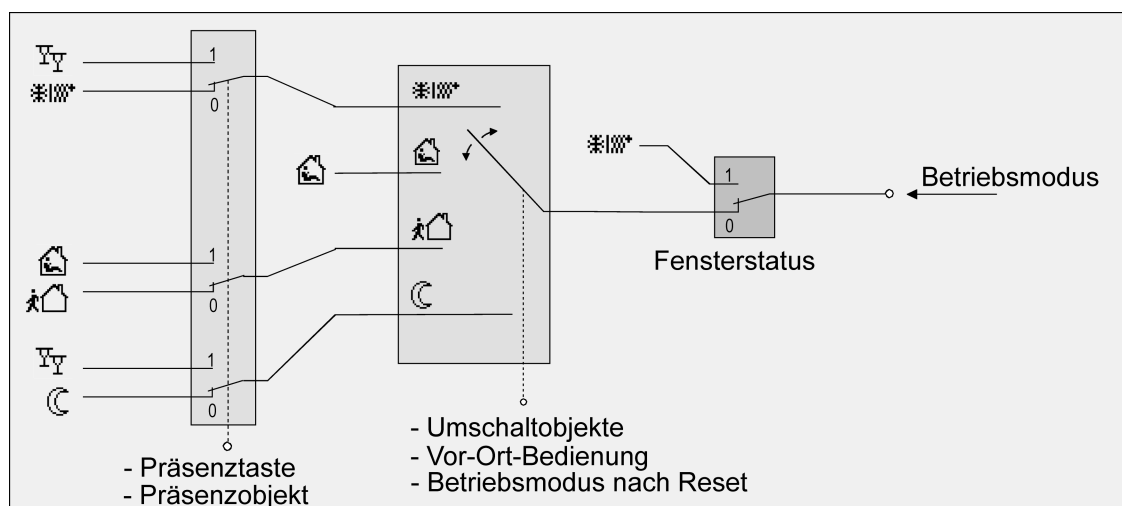 1
0
1
0
1
0
1
0
Betriebsmodus
Fensterstatus
- Präsenztaste
- Präsenzobjekt
- Umschaltobjekte
- Vor-Ort-Bedienung
- Betriebsmodus nach Reset